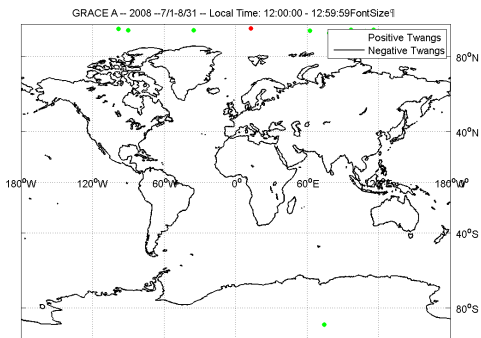 GRACE A -- 2008 --7/1-8/31 -- Local Time: 12:00:00 - 12:59:59FontSize¶
Positive Twangs
Negative Twangs
80°N
40°N
180°W 120°W 60°W 0° 60°E 120°E 180°W
40°S
80°S